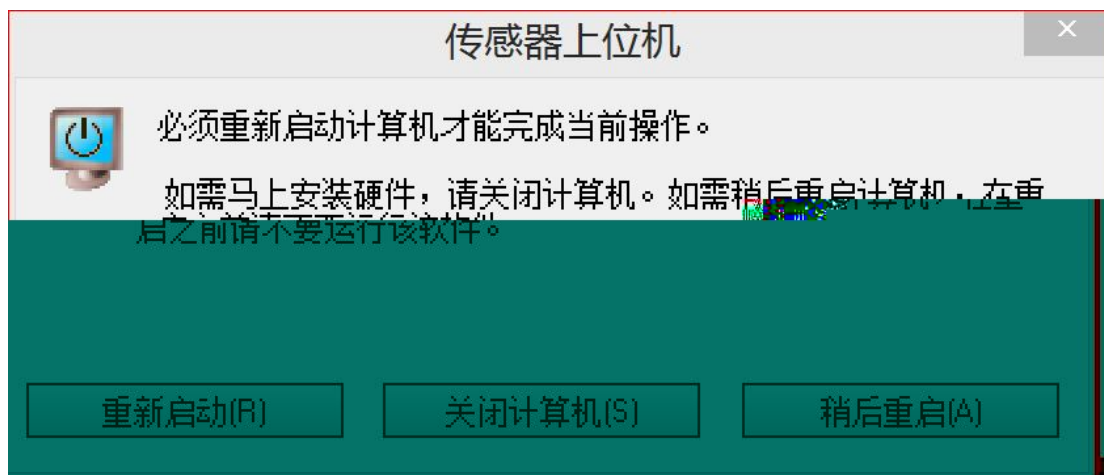 传感器上位机
必须重新启动计算机才能完成当前操作。
如需马上安装硬件，请关闭计算机。如需稍后重启计算机，在重
启之前请不要运行该软件。
重新启动(R)
关闭计算机(S)
稍后重启(A)